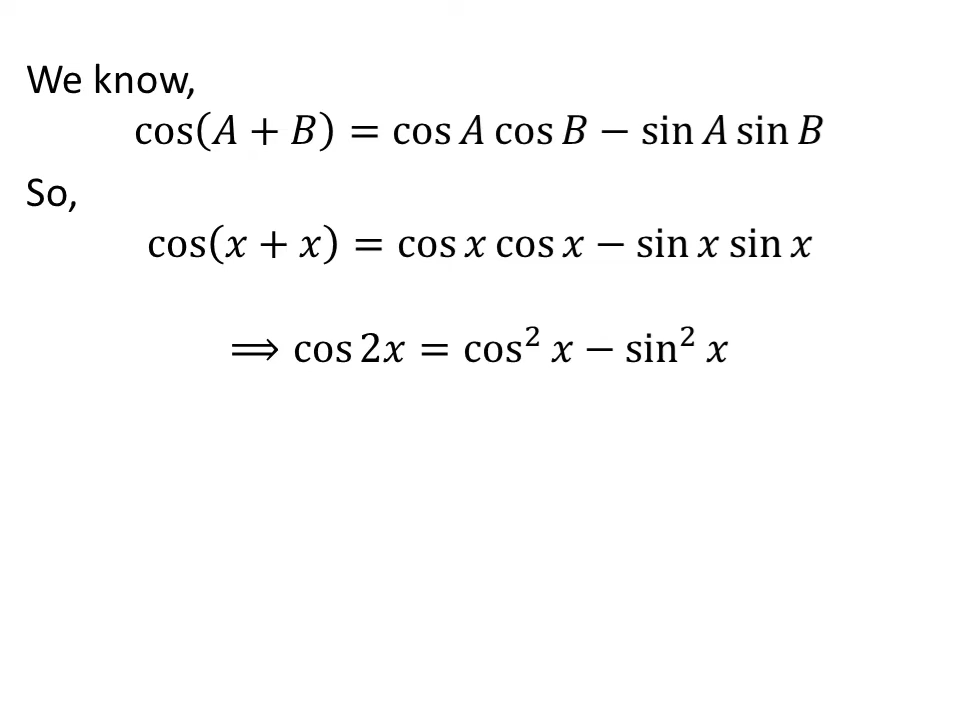 We know,
cos(A + B) = cos A cos B − sin A sin B
So,
cos(x + x) = cos x cos x − sin x sin x
⟹ cos 2x = cos² x − sin² x